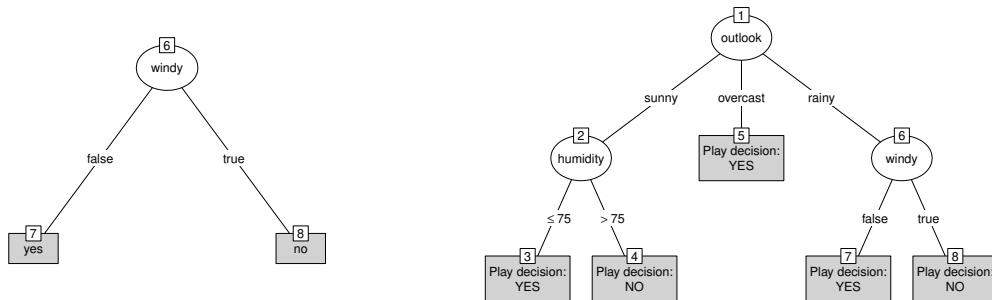 6
windy
false
true
7
yes
8
no
1
outlook
sunny
overcast
rainy
2
humidity
5
Play decision:
YES
6
windy
≤ 75
> 75
false
true
3
Play decision:
YES
4
Play decision:
NO
7
Play decision:
YES
8
Play decision:
NO